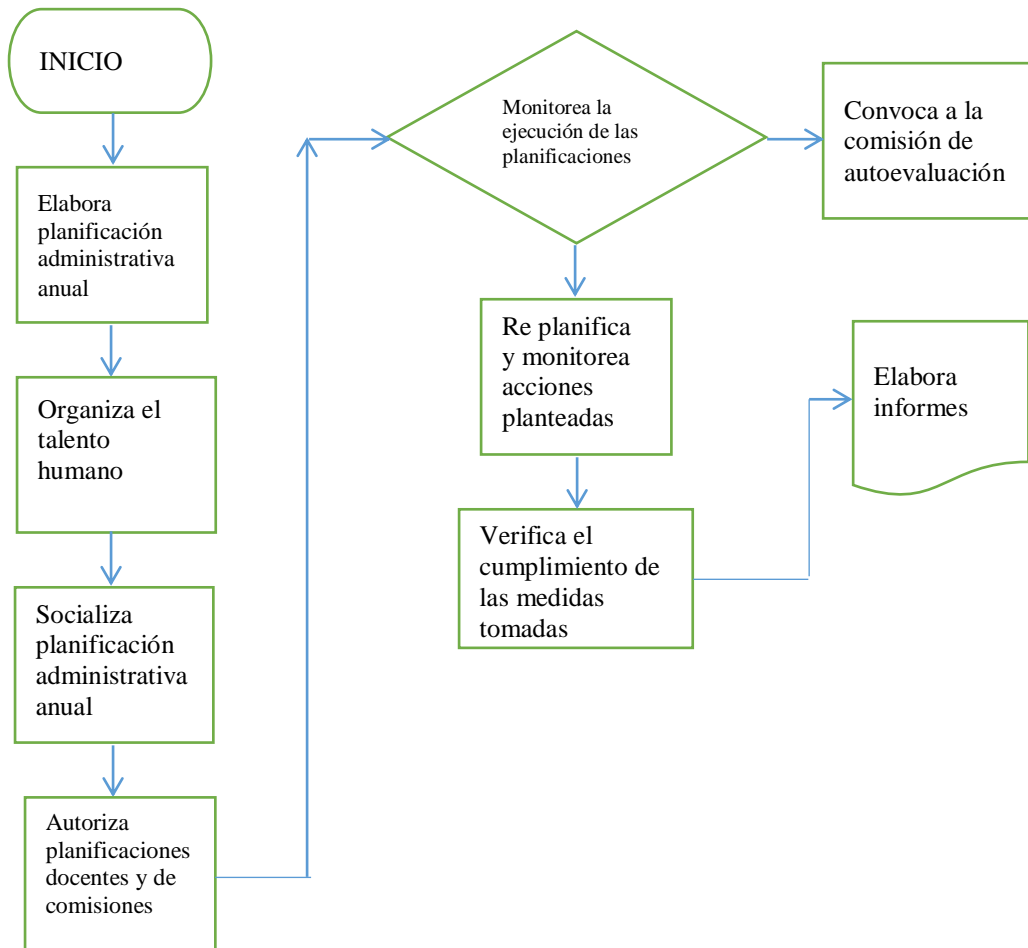 INICIO
Elabora
planificación
administrativa
anual
Organiza el
talento
humano
Socializa
planificación
administrativa
anual
Autoriza
planificaciones
docentes y de
comisiones
Monitorea la
ejecución de las
planificaciones
Convoca a la
comisión de
autoevaluación
Re planifica
y monitorea
acciones
planteadas
Verifica el
cumplimiento de
las medidas
tomadas
Elabora
informes